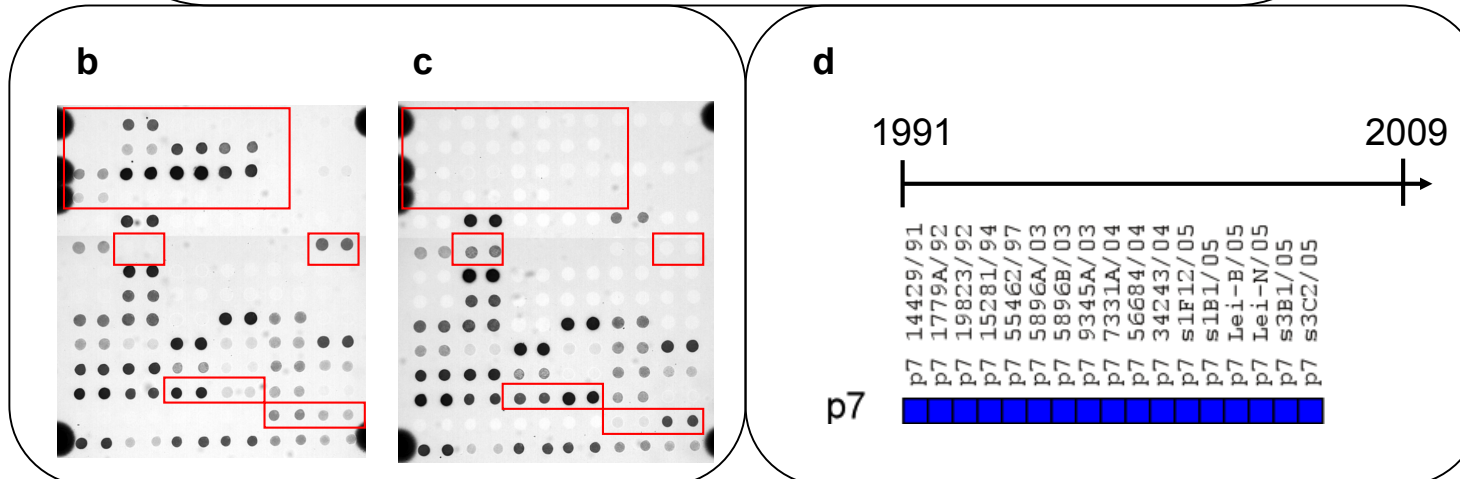 b
c
d
1991
2009
p7 14429/91
p7 1779A/92
p7 19823/92
p7 15281/94
p7 55462/97
p7 5896A/03
p7 5896B/03
p7 9345A/03
p7 7331A/04
p7 56684/04
p7 34243/04
p7 s1F12/05
p7 s1B1/05
p7 Lei-B/05
p7 Lei-N/05
p7 s3B1/05
p7 s3C2/05
p7